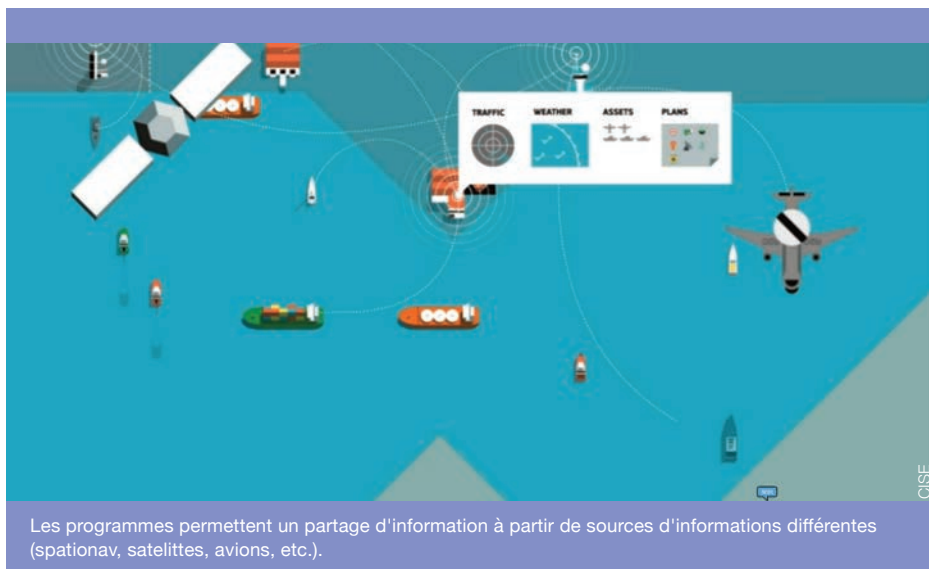 TRAFFIC WEATHER ASSETS PLANS
CISE
Les programmes permettent un partage d'information à partir de sources d'informations différentes
(spationav, satelittes, avions, etc.).